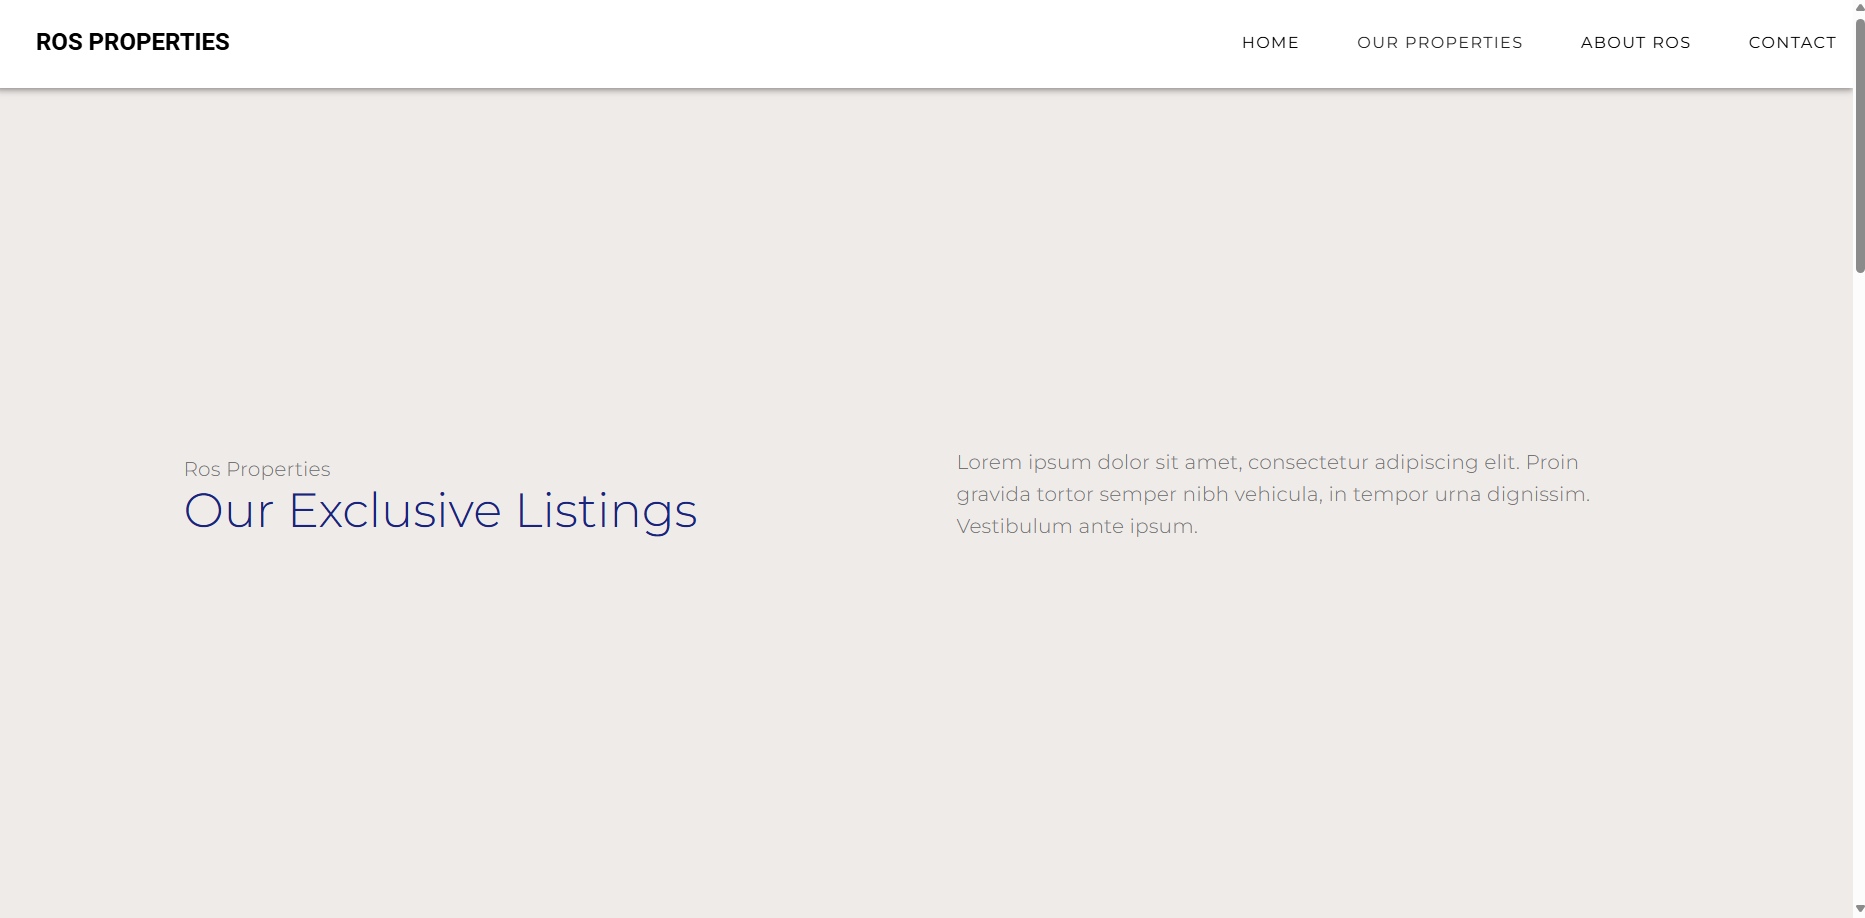 ROS PROPERTIES
HOME OUR PROPERTIES ABOUT ROS CONTACT
Ros Properties
Our Exclusive Listings
Lorem ipsum dolor sit amet, consectetur adipiscing elit. Proin
gravida tortor semper nibh vehicula, in tempor urna dignissim.
Vestibulum ante ipsum.